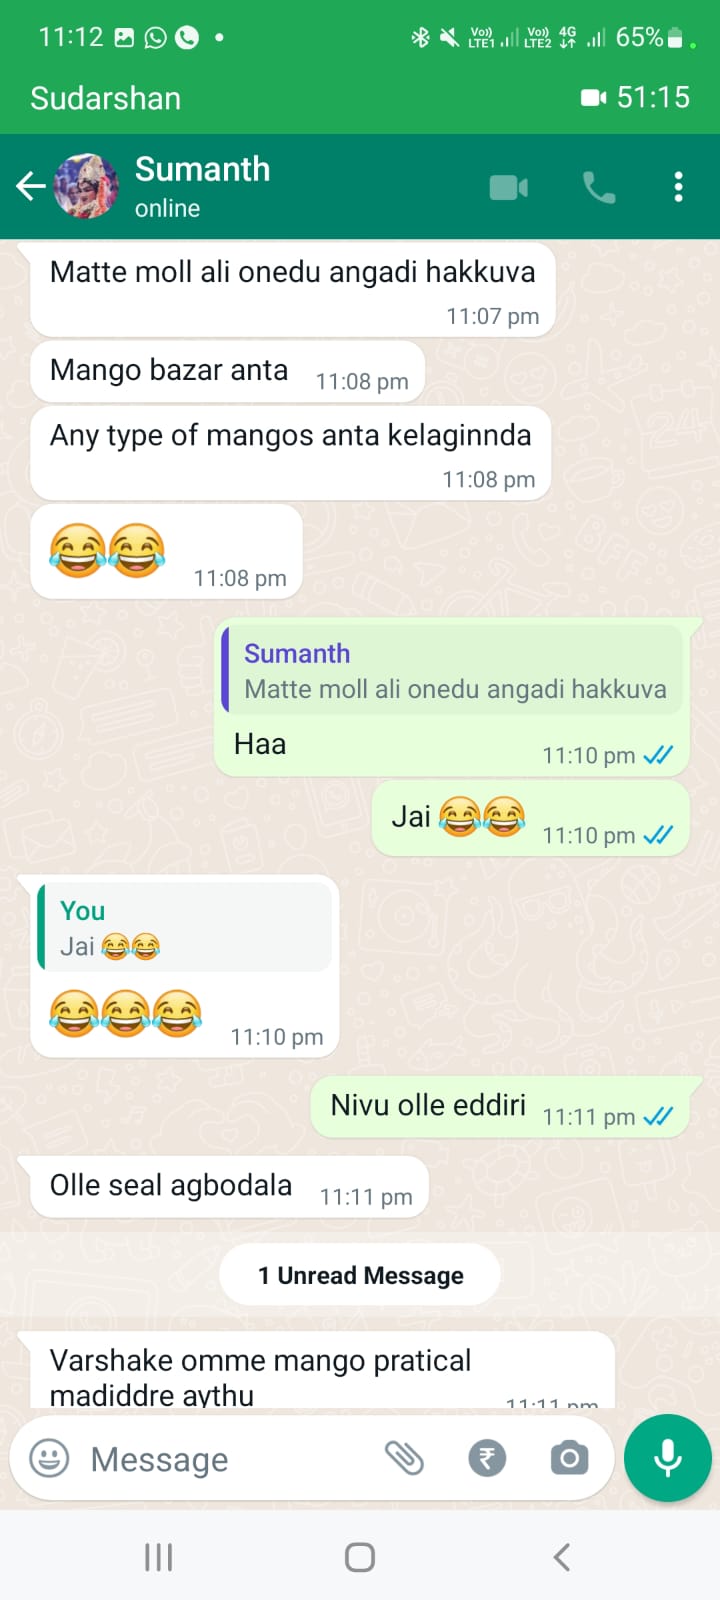 11:12
Vo)) LTE1 Vo)) LTE2 4G 65%
Sudarshan 51:15
Sumanth
online
Matte moll ali onedu angadi hakkuva
11:07 pm
Mango bazar anta 11:08 pm
Any type of mangos anta kelaginnda
11:08 pm
😂😂 11:08 pm
Sumanth
Matte moll ali onedu angadi hakkuva
Haa 11:10 pm
Jai 😂😂 11:10 pm
You
Jai 😂😂
😂😂😂 11:10 pm
Nivu olle eddiri 11:11 pm
Olle seal agbodala 11:11 pm
1 Unread Message
Varshake omme mango pratical
madiddre aythu 11:11 pm
Message